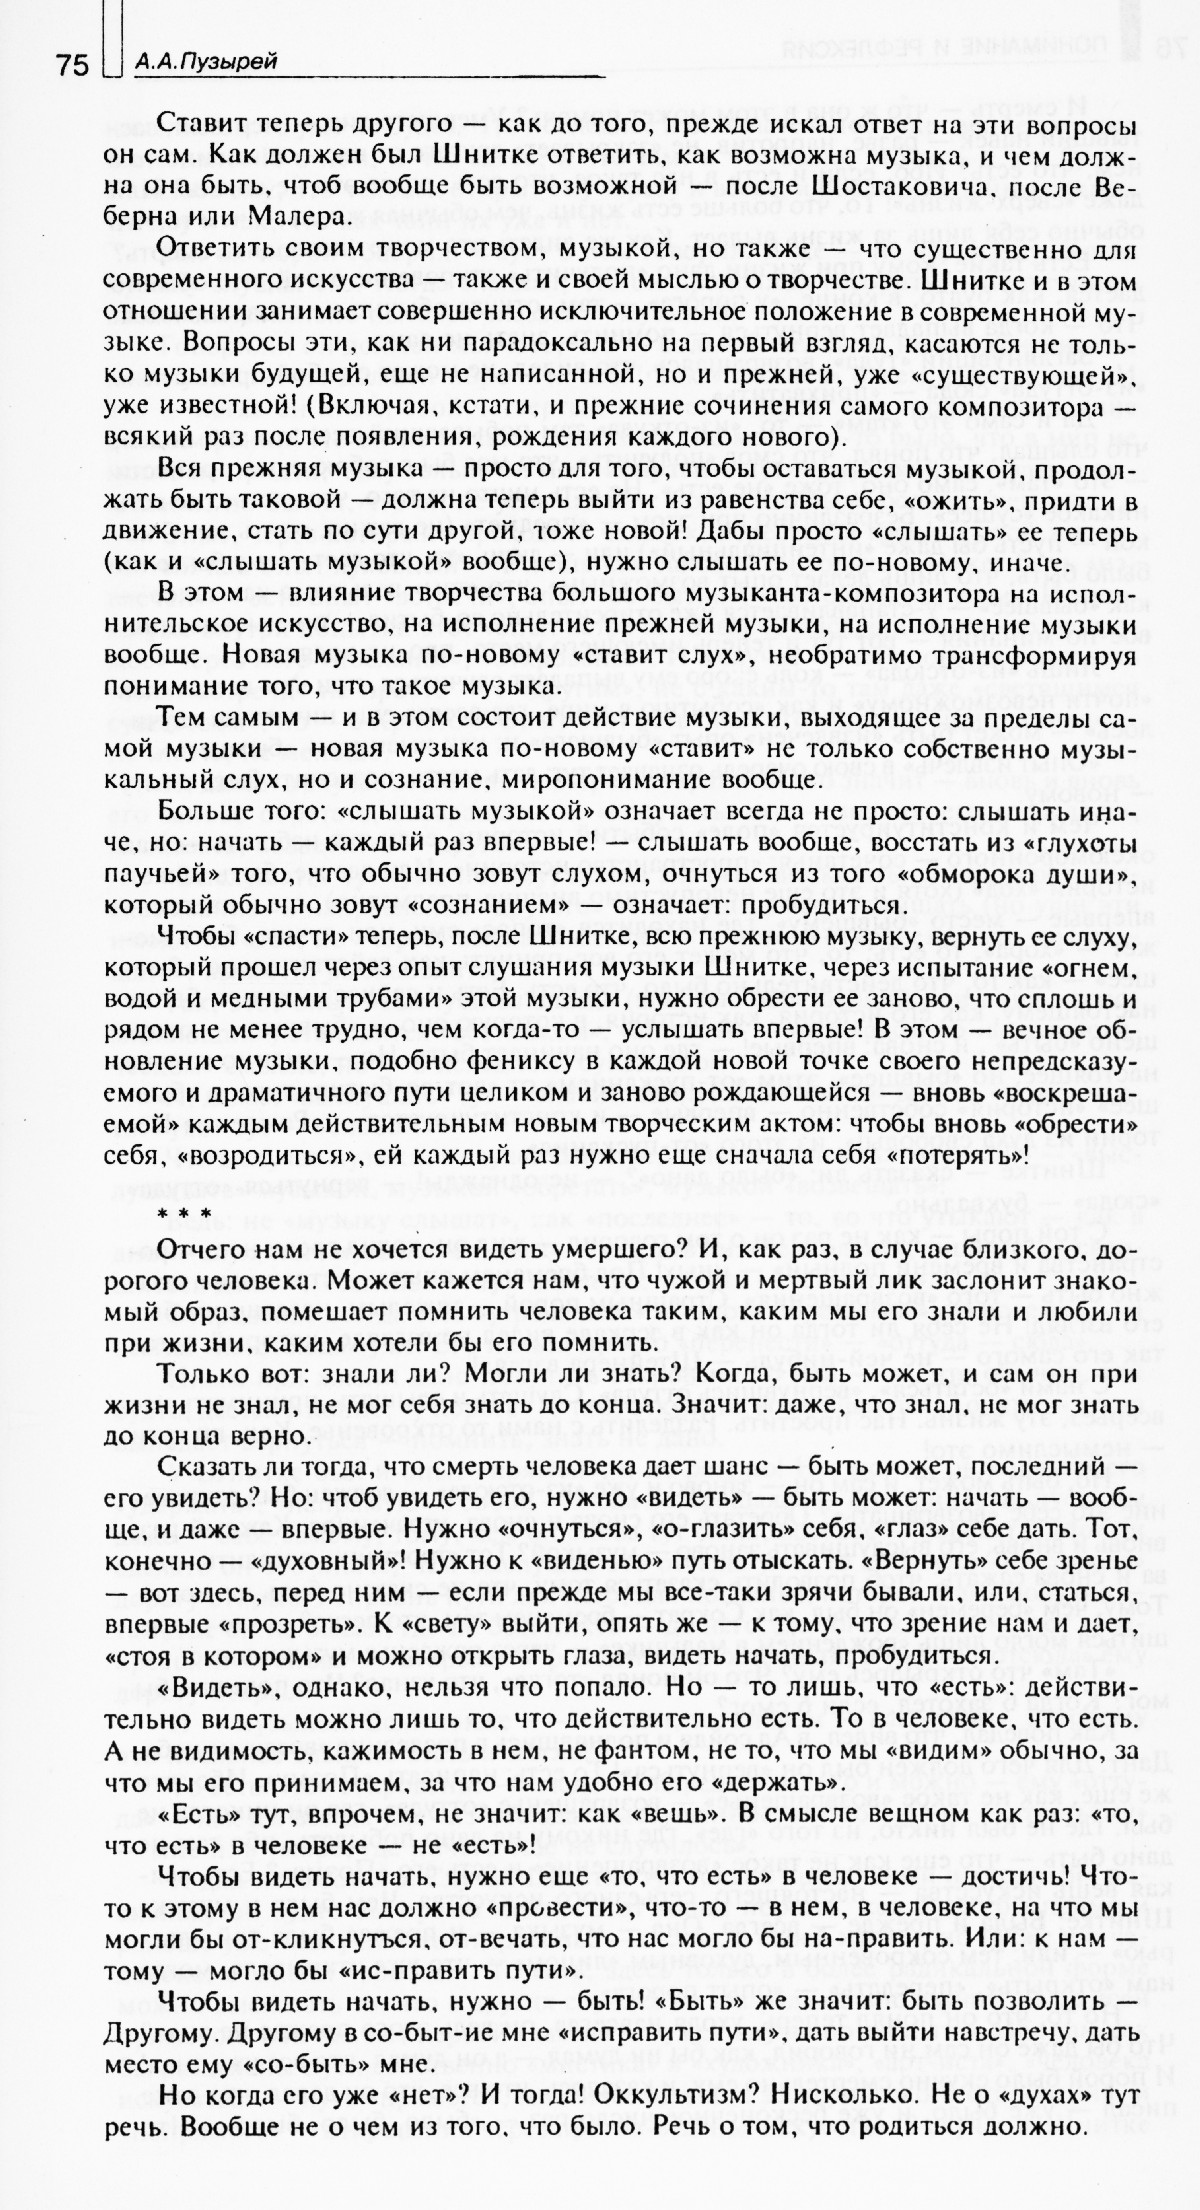 75
А.А.Пузырей
Ставит теперь другого — как до того, прежде искал ответ на эти вопросы
он сам. Как должен был Шнитке ответить, как возможна музыка, и чем долж-
на она быть, чтоб вообще быть возможной — после Шостаковича, после Ве-
берна или Малера.
Ответить своим творчеством, музыкой, но также — что существенно для
современного искусства — также и своей мыслью о творчестве. Шнитке и в этом
отношении занимает совершенно исключительное положение в современной му-
зыке. Вопросы эти, как ни парадоксально на первый взгляд, касаются не толь-
ко музыки будущей, еще не написанной, но и прежней, уже «существующей»,
уже известной! (Включая, кстати, и прежние сочинения самого композитора —
всякий раз после появления, рождения каждого нового).
Вся прежняя музыка — просто для того, чтобы оставаться музыкой, продол-
жать быть таковой — должна теперь выйти из равенства себе, «ожить», придти в
движение, стать по сути другой, тоже новой! Дабы просто «слышать» ее теперь
(как и «слышать музыкой» вообще), нужно слышать ее по-новому, иначе.
В этом — влияние творчества большого музыканта-композитора на испол-
нительское искусство, на исполнение прежней музыки, на исполнение музыки
вообще. Новая музыка по-новому «ставит слух», необратимо трансформируя
понимание того, что такое музыка.
Тем самым — и в этом состоит действие музыки, выходящее за пределы са-
мой музыки — новая музыка по-новому «ставит» не только собственно музы-
кальный слух, но и сознание, миропонимание вообще.
Больше того: «слышать музыкой» означает всегда не просто: слышать ина-
че, но: начать — каждый раз впервые! — слышать вообще, восстать из «глухоты
паучьей» того, что обычно зовут слухом, очнуться из того «обморока души»,
который обычно зовут «сознанием» — означает: пробудиться.
Чтобы «спасти» теперь, после Шнитке, всю прежнюю музыку, вернуть ее слуху,
который прошел через опыт слушания музыки Шнитке, через испытание «огнем,
водой и медными трубами» этой музыки, нужно обрести ее заново, что сплошь и
рядом не менее трудно, чем когда-то — услышать впервые! В этом — вечное об-
новление музыки, подобно фениксу в каждой новой точке своего непредсказу-
емого и драматичного пути целиком и заново рождающейся — вновь «воскреша-
емой» каждым действительным новым творческим актом: чтобы вновь «обрести»
себя, «возродиться», ей каждый раз нужно еще сначала себя «потерять»!
* * *
Отчего нам не хочется видеть умершего? И, как раз, в случае близкого, до-
рогого человека. Может кажется нам, что чужой и мертвый лик заслонит знако-
мый образ, помешает помнить человека таким, каким мы его знали и любили
при жизни, каким хотели бы его помнить.
Только вот: знали ли? Могли ли знать? Когда, быть может, и сам он при
жизни не знал, не мог себя знать до конца. Значит: даже, что знал, не мог знать
до конца верно.
Сказать ли тогда, что смерть человека дает шанс — быть может, последний —
его увидеть? Но: чтоб увидеть его, нужно «видеть» — быть может: начать — вооб-
ще, и даже — впервые. Нужно «очнуться», «о-глазить» себя, «глаз» себе дать. Тот,
конечно — «духовный»! Нужно к «виденью» путь отыскать. «Вернуть» себе зренье
— вот здесь, перед ним — если прежде мы все-таки зрячи бывали, или, статься,
впервые «прозреть». К «свету» выйти, опять же — к тому, что зрение нам и дает,
«стоя в котором» и можно открыть глаза, видеть начать, пробудиться.
«Видеть», однако, нельзя что попало. Но — то лишь, что «есть»: действи-
тельно видеть можно лишь то, что действительно есть. То в человеке, что есть.
А не видимость, кажимость в нем, не фантом, не то, что мы «видим» обычно, за
что мы его принимаем, за что нам удобно его «держать».
«Есть» тут, впрочем, не значит: как «вещь». В смысле вещном как раз: «то,
что есть» в человеке — не «есть»!
Чтобы видеть начать, нужно еще «то, что есть» в человеке — достичь! Что-
то к этому в нем нас должно «провести», что-то — в нем, в человеке, на что мы
могли бы от-кликнуться, от-вечать, что нас могло бы на-править. Или: к нам —
тому — могло бы «ис-править пути».
Чтобы видеть начать, нужно — быть! «Быть» же значит: быть позволить —
Другому. Другому в со-быт-ие мне «исправить пути», дать выйти навстречу, дать
место ему «со-быть» мне.
Но когда его уже «нет»? И тогда! Оккультизм? Нисколько. Не о «духах» тут
речь. Вообще не о чем из того, что было. Речь о том, что родиться должно.